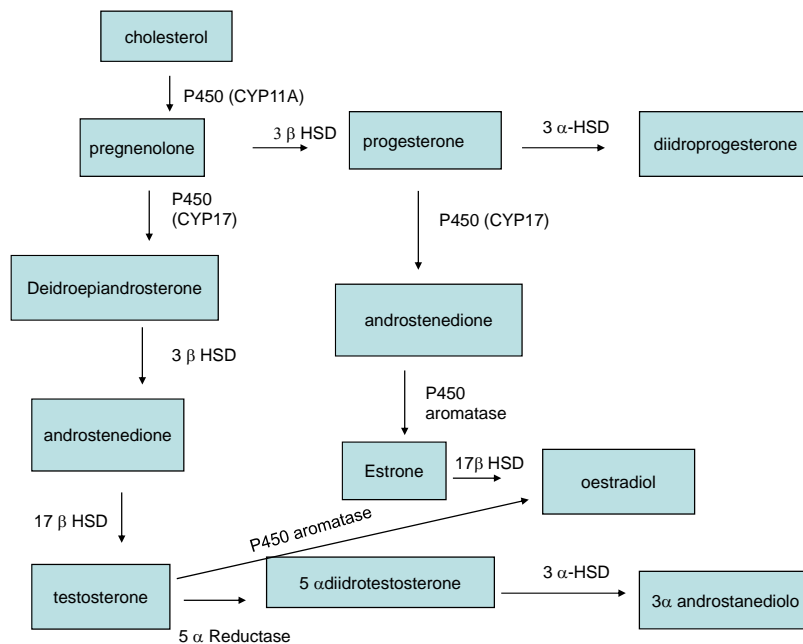 cholesterol
P450 (CYP11A)
pregnenolone
3 β HSD
progesterone
3 α-HSD
diidroprogesterone
P450
(CYP17)
P450 (CYP17)
Deidroepiandrosterone
androstenedione
3 β HSD
P450
aromatase
androstenedione
Estrone
17β HSD
oestradiol
17 β HSD
P450 aromatase
testosterone
5 α Reductase
5 αdiidrotestosterone
3 α-HSD
3α androstanediolo